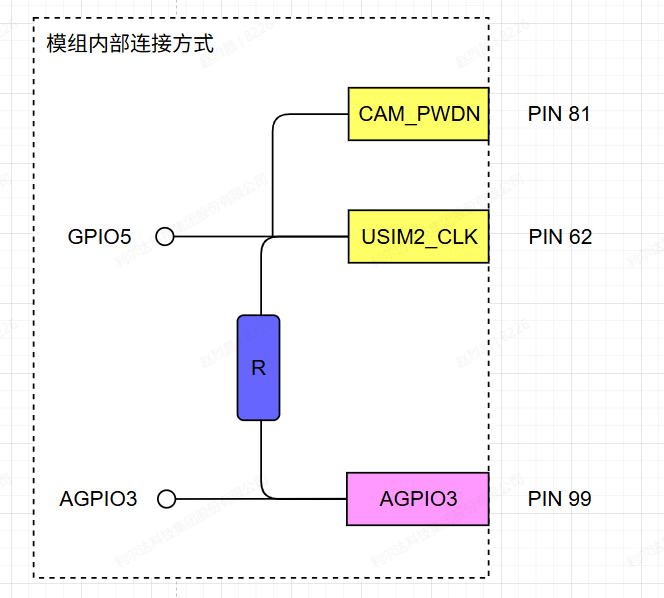 模组内部连接方式
CAM_PWDN
PIN 81
GPIO5
USIM2_CLK
PIN 62
R
AGPIO3
AGPIO3
PIN 99